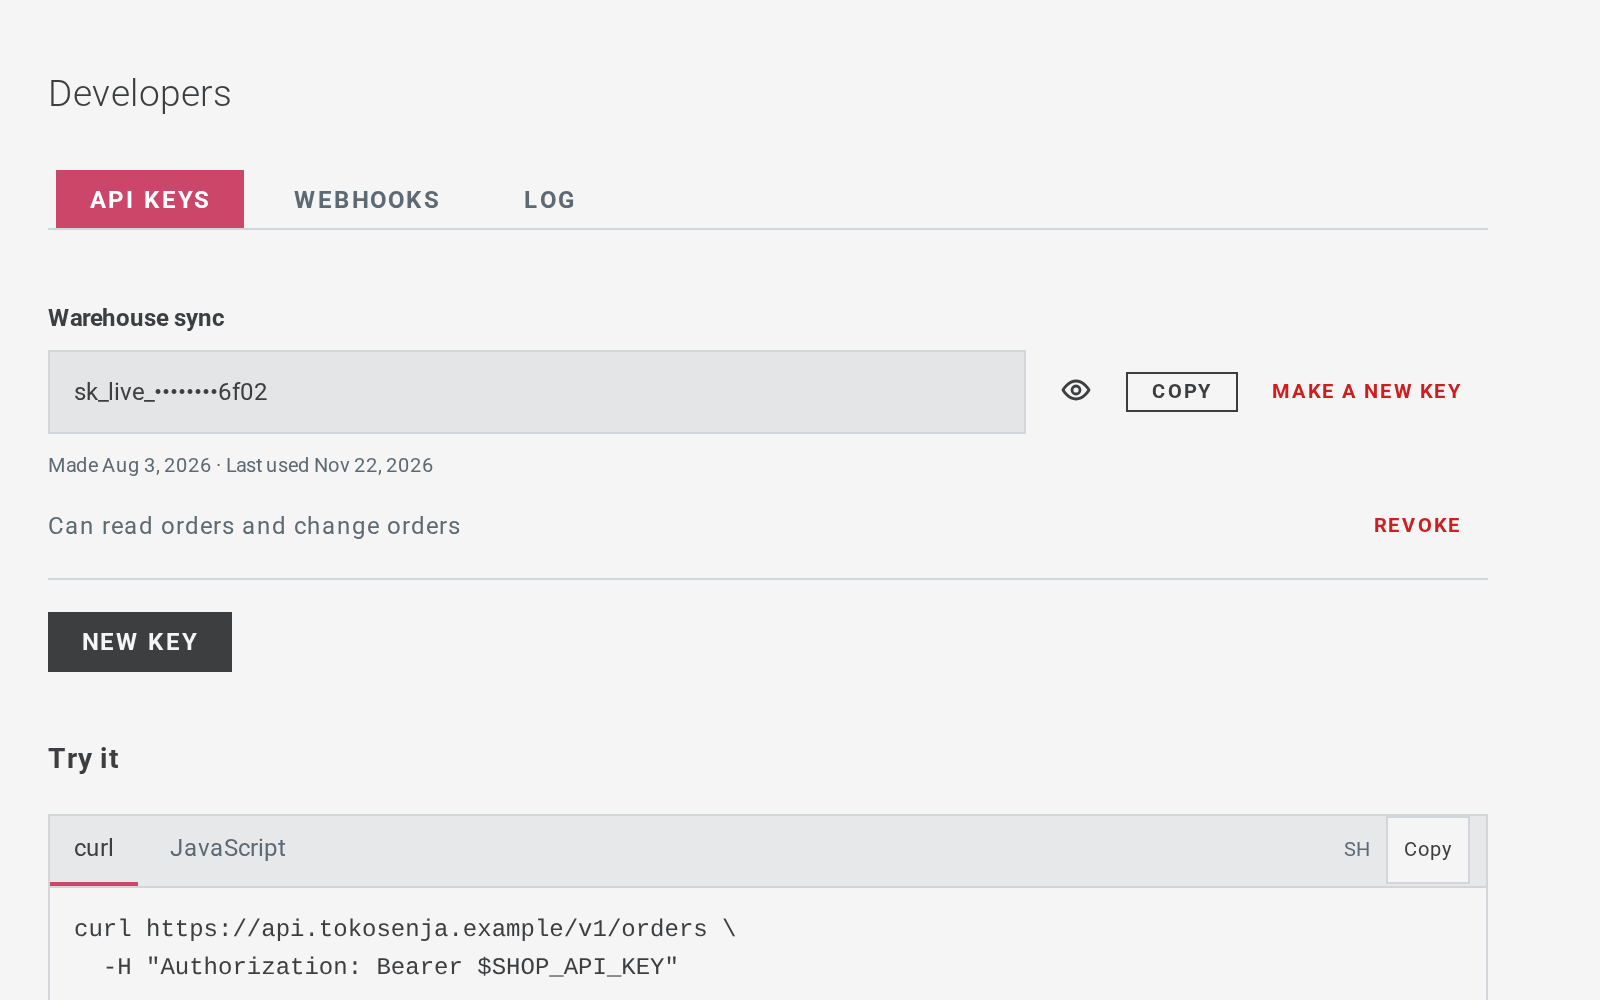 Developers
API KEYS WEBHOOKS LOG
Warehouse sync
sk_live_••••••••6f02 COPY MAKE A NEW KEY
Made Aug 3, 2026 · Last used Nov 22, 2026
Can read orders and change orders REVOKE
NEW KEY
Try it
curl JavaScript SH Copy
curl https://api.tokosenja.example/v1/orders \
  -H "Authorization: Bearer $SHOP_API_KEY"